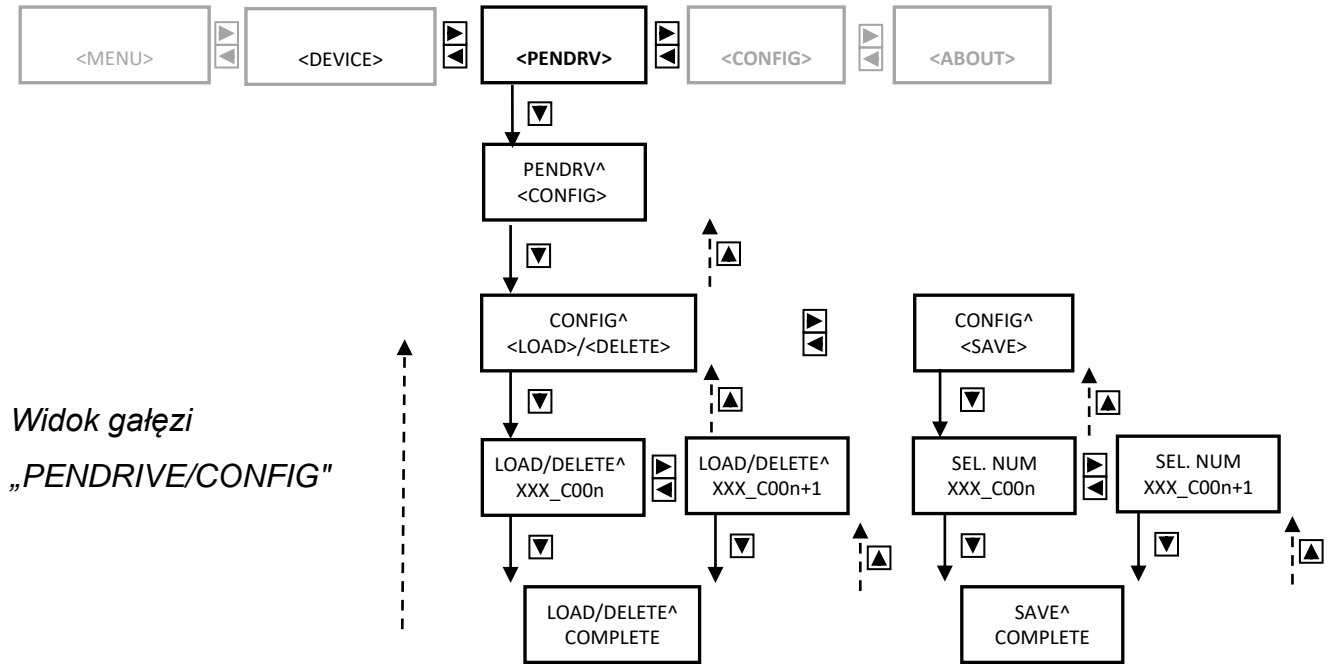 <MENU>
<DEVICE>
<PENDRV>
<CONFIG>
<ABOUT>
PENDRV^
<CONFIG>
CONFIG^
<LOAD>/<DELETE>
CONFIG^
<SAVE>
Widok gałęzi
„PENDRIVE/CONFIG"
LOAD/DELETE^
XXX_C00n
LOAD/DELETE^
XXX_C00n+1
SEL. NUM
XXX_C00n
SEL. NUM
XXX_C00n+1
LOAD/DELETE^
COMPLETE
SAVE^
COMPLETE